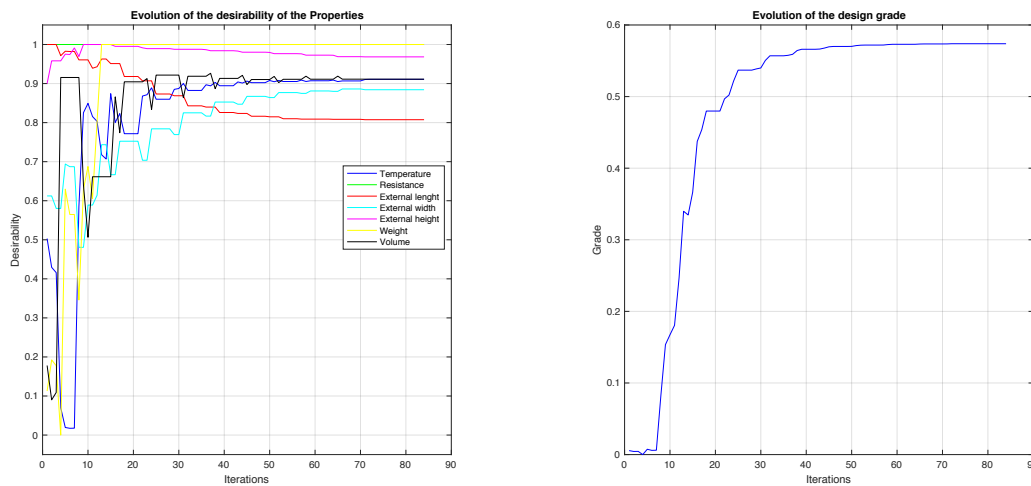 Evolution of the desirability of the Properties
1
0.9
0.8
0.7
0.6
0.5
0.4
0.3
0.2
0.1
0
Desirability
0 10 20 30 40 50 60 70 80 90
Iterations
Temperature
Resistance
External lenght
External width
External height
Weight
Volume
Evolution of the design grade
0.6
0.5
0.4
0.3
0.2
0.1
0
Grade
0 10 20 30 40 50 60 70 80 90
Iterations